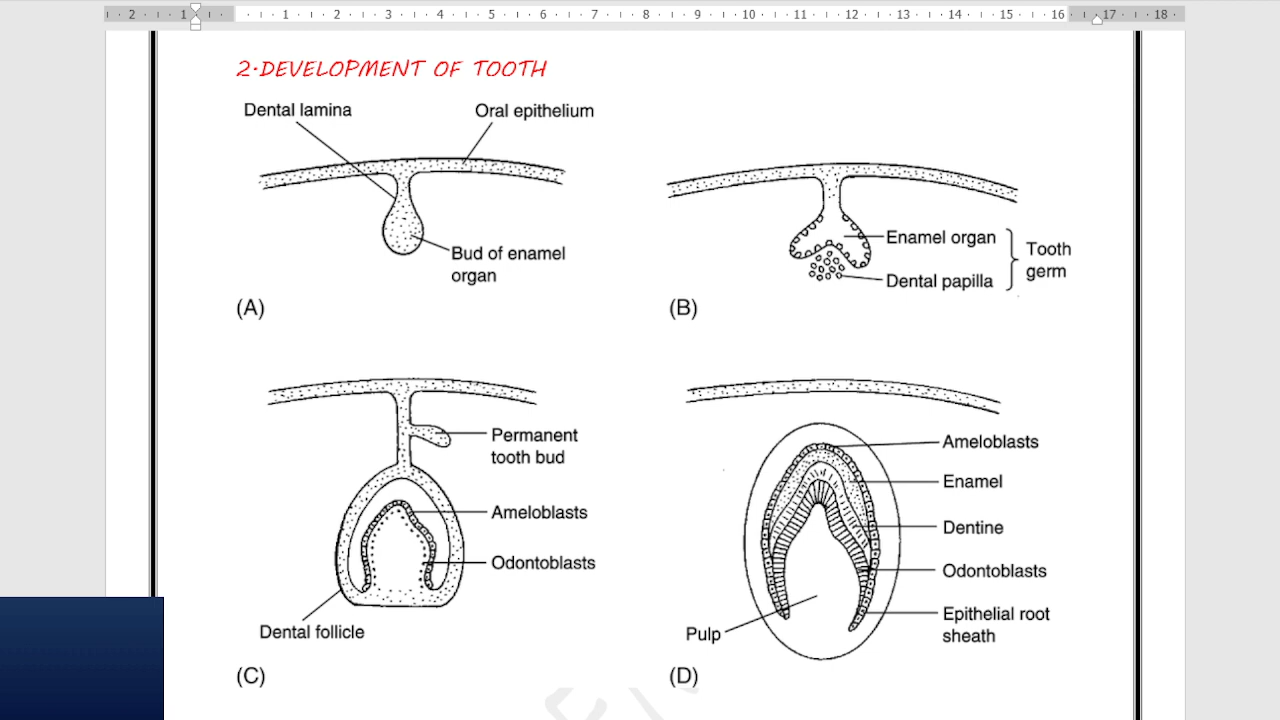 2 1 1 2 3 4 5 6 7 8 9 10 11 12 13 14 15 16 17 18
2·DEVELOPMENT OF TOOTH
Dental lamina
Oral epithelium
Bud of enamel
organ
(A)
Enamel organ
Dental papilla
Tooth
germ
(B)
Permanent
tooth bud
Ameloblasts
Odontoblasts
Dental follicle
(C)
Ameloblasts
Enamel
Dentine
Odontoblasts
Epithelial root
sheath
Pulp
(D)